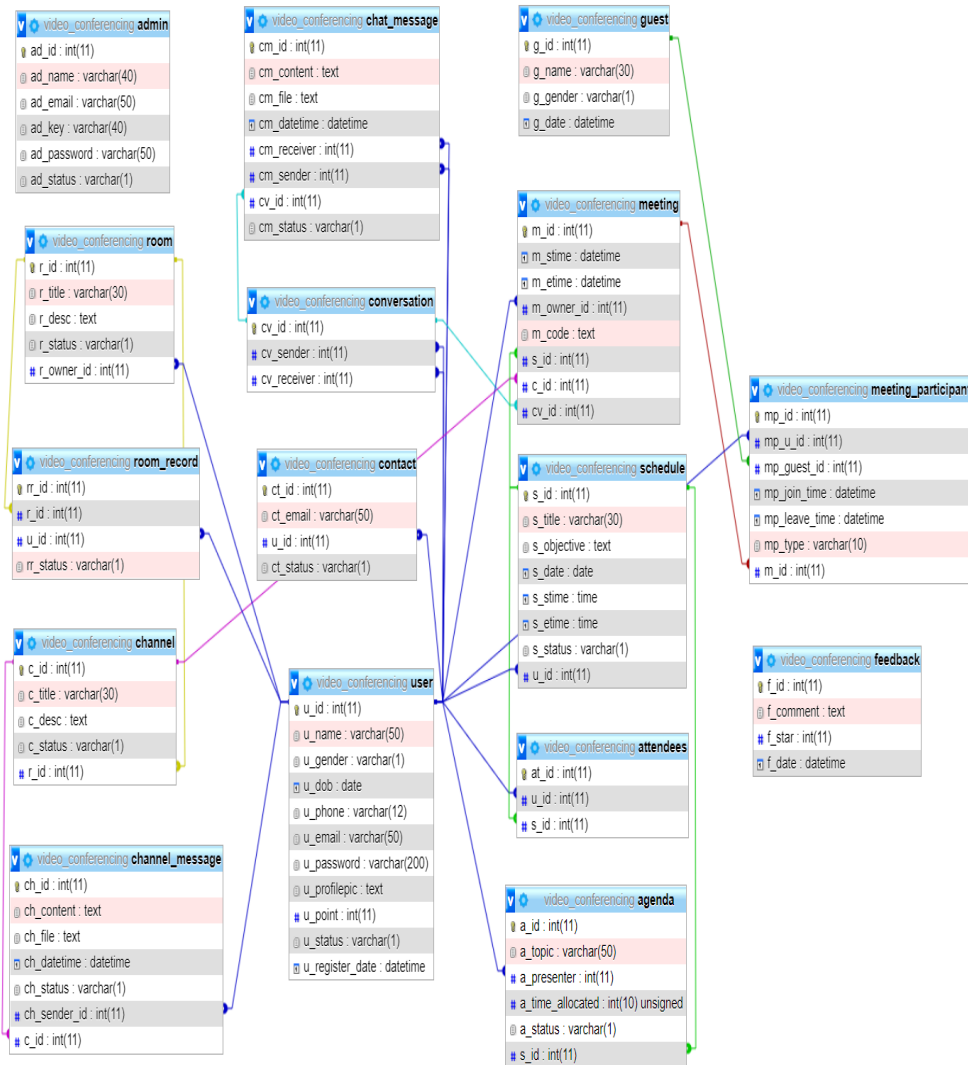 video_conferencing admin
ad_id : int(11)
ad_name : varchar(40)
ad_email : varchar(50)
ad_key : varchar(40)
ad_password : varchar(50)
ad_status : varchar(1)
video_conferencing chat_message
cm_id : int(11)
cm_content : text
cm_file : text
cm_datetime : datetime
cm_receiver : int(11)
cm_sender : int(11)
cv_id : int(11)
cm_status : varchar(1)
video_conferencing guest
g_id : int(11)
g_name : varchar(30)
g_gender : varchar(1)
g_date : datetime
video_conferencing room
r_id : int(11)
r_title : varchar(30)
r_desc : text
r_status : varchar(1)
r_owner_id : int(11)
video_conferencing conversation
cv_id : int(11)
cv_sender : int(11)
cv_receiver : int(11)
video_conferencing meeting
m_id : int(11)
m_stime : datetime
m_etime : datetime
m_owner_id : int(11)
m_code : text
s_id : int(11)
c_id : int(11)
cv_id : int(11)
video_conferencing meeting_participant
mp_id : int(11)
mp_u_id : int(11)
mp_guest_id : int(11)
mp_join_time : datetime
mp_leave_time : datetime
mp_type : varchar(10)
m_id : int(11)
video_conferencing room_record
rr_id : int(11)
r_id : int(11)
u_id : int(11)
rr_status : varchar(1)
video_conferencing contact
ct_id : int(11)
ct_email : varchar(50)
u_id : int(11)
ct_status : varchar(1)
video_conferencing schedule
s_id : int(11)
s_title : varchar(30)
s_objective : text
s_date : date
s_stime : time
s_etime : time
s_status : varchar(1)
u_id : int(11)
video_conferencing channel
c_id : int(11)
c_title : varchar(30)
c_desc : text
c_status : varchar(1)
r_id : int(11)
video_conferencing user
u_id : int(11)
u_name : varchar(50)
u_gender : varchar(1)
u_dob : date
u_phone : varchar(12)
u_email : varchar(50)
u_password : varchar(200)
u_profilepic : text
u_point : int(11)
u_status : varchar(1)
u_register_date : datetime
video_conferencing attendees
at_id : int(11)
u_id : int(11)
s_id : int(11)
video_conferencing feedback
f_id : int(11)
f_comment : text
f_star : int(11)
f_date : datetime
video_conferencing channel_message
ch_id : int(11)
ch_content : text
ch_file : text
ch_datetime : datetime
ch_status : varchar(1)
ch_sender_id : int(11)
c_id : int(11)
video_conferencing agenda
a_id : int(11)
a_topic : varchar(50)
a_presenter : int(11)
a_time_allocated : int(10) unsigned
a_status : varchar(1)
s_id : int(11)